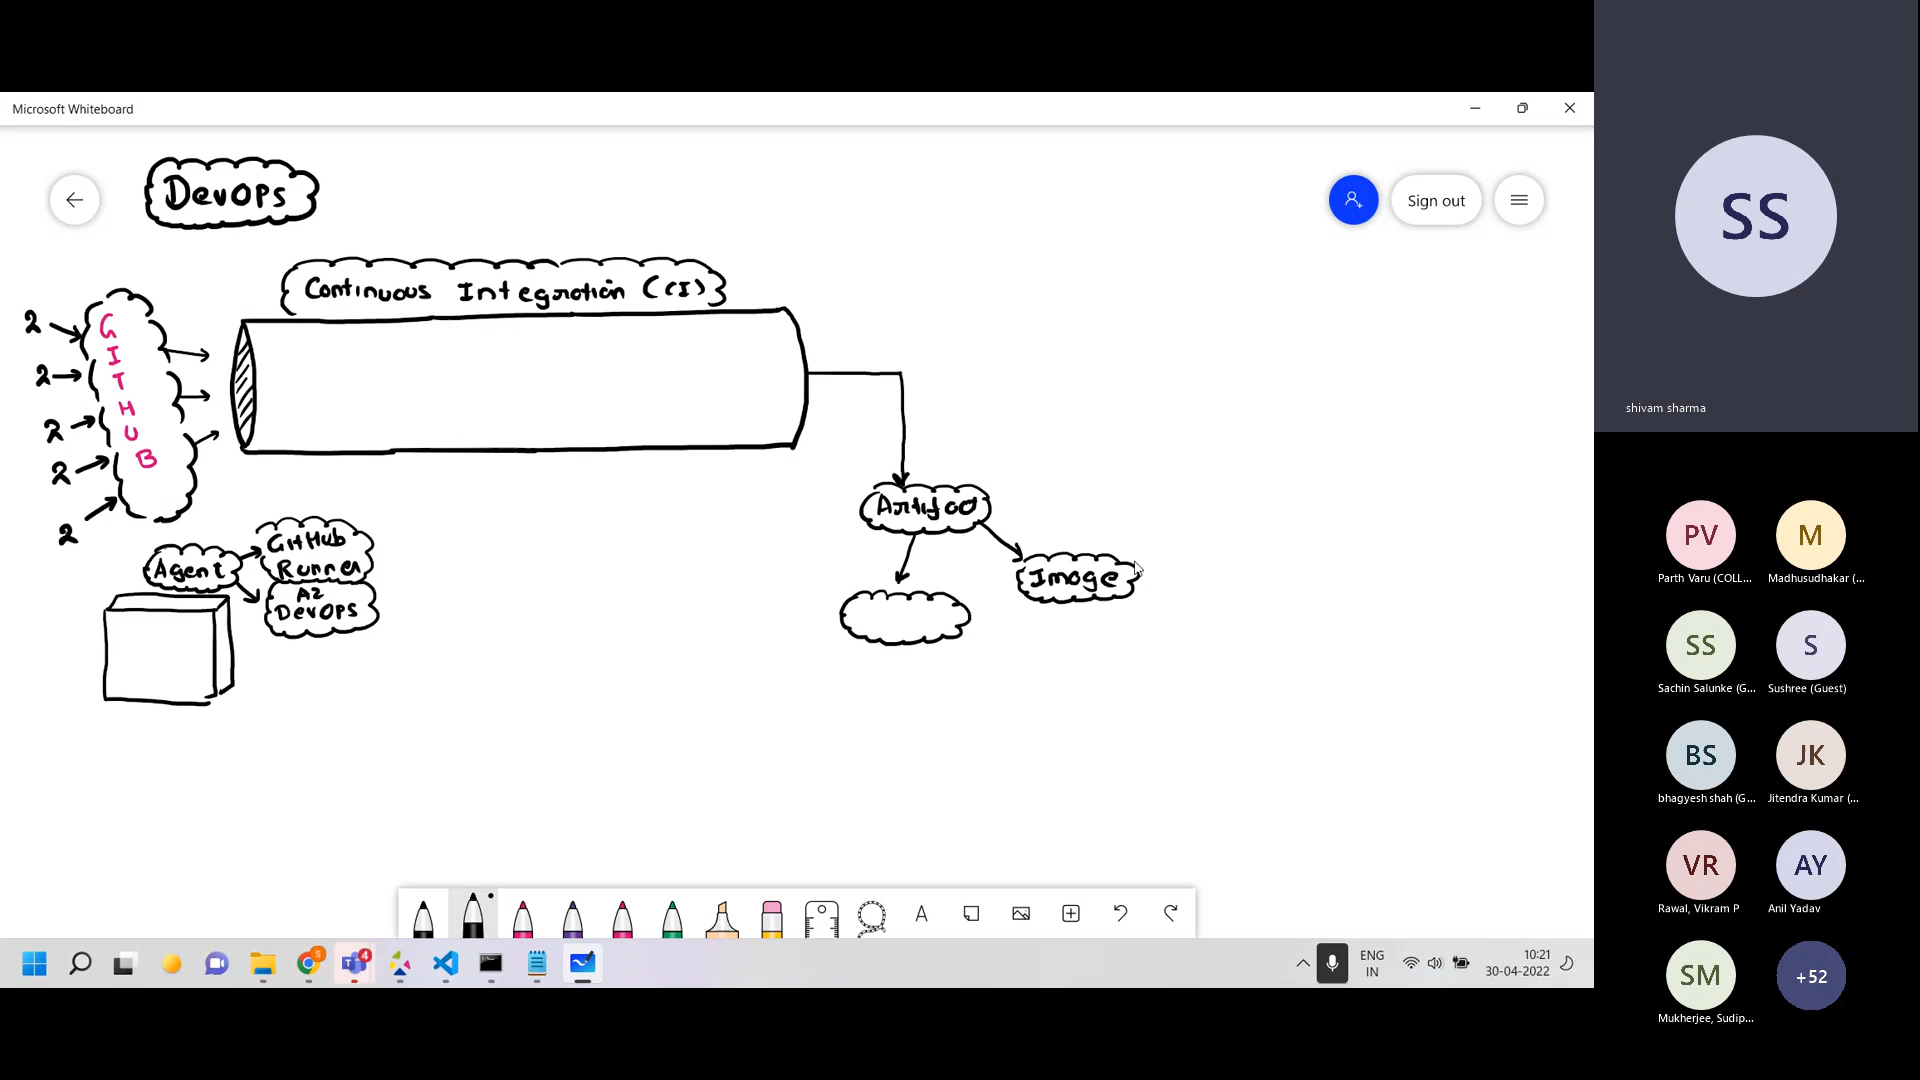 Microsoft Whiteboard
DevOps
Sign out
Continuous Integration (CI)
2
2
2
2
2
G
I
T
H
U
B
Agent
GitHub
Runner
AZ
DevOps
Image
A
ENG
IN
10:21
30-04-2022
S
4
SS
shivam sharma
PV
Parth Varu (COLL...
M
Madhusudhakar (...
SS
Sachin Salunke (G...
S
Sushree (Guest)
BS
bhagyesh shah (G...
JK
Jitendra Kumar (...
VR
Rawal, Vikram P
AY
Anil Yadav
SM
Mukherjee, Sudip...
+52